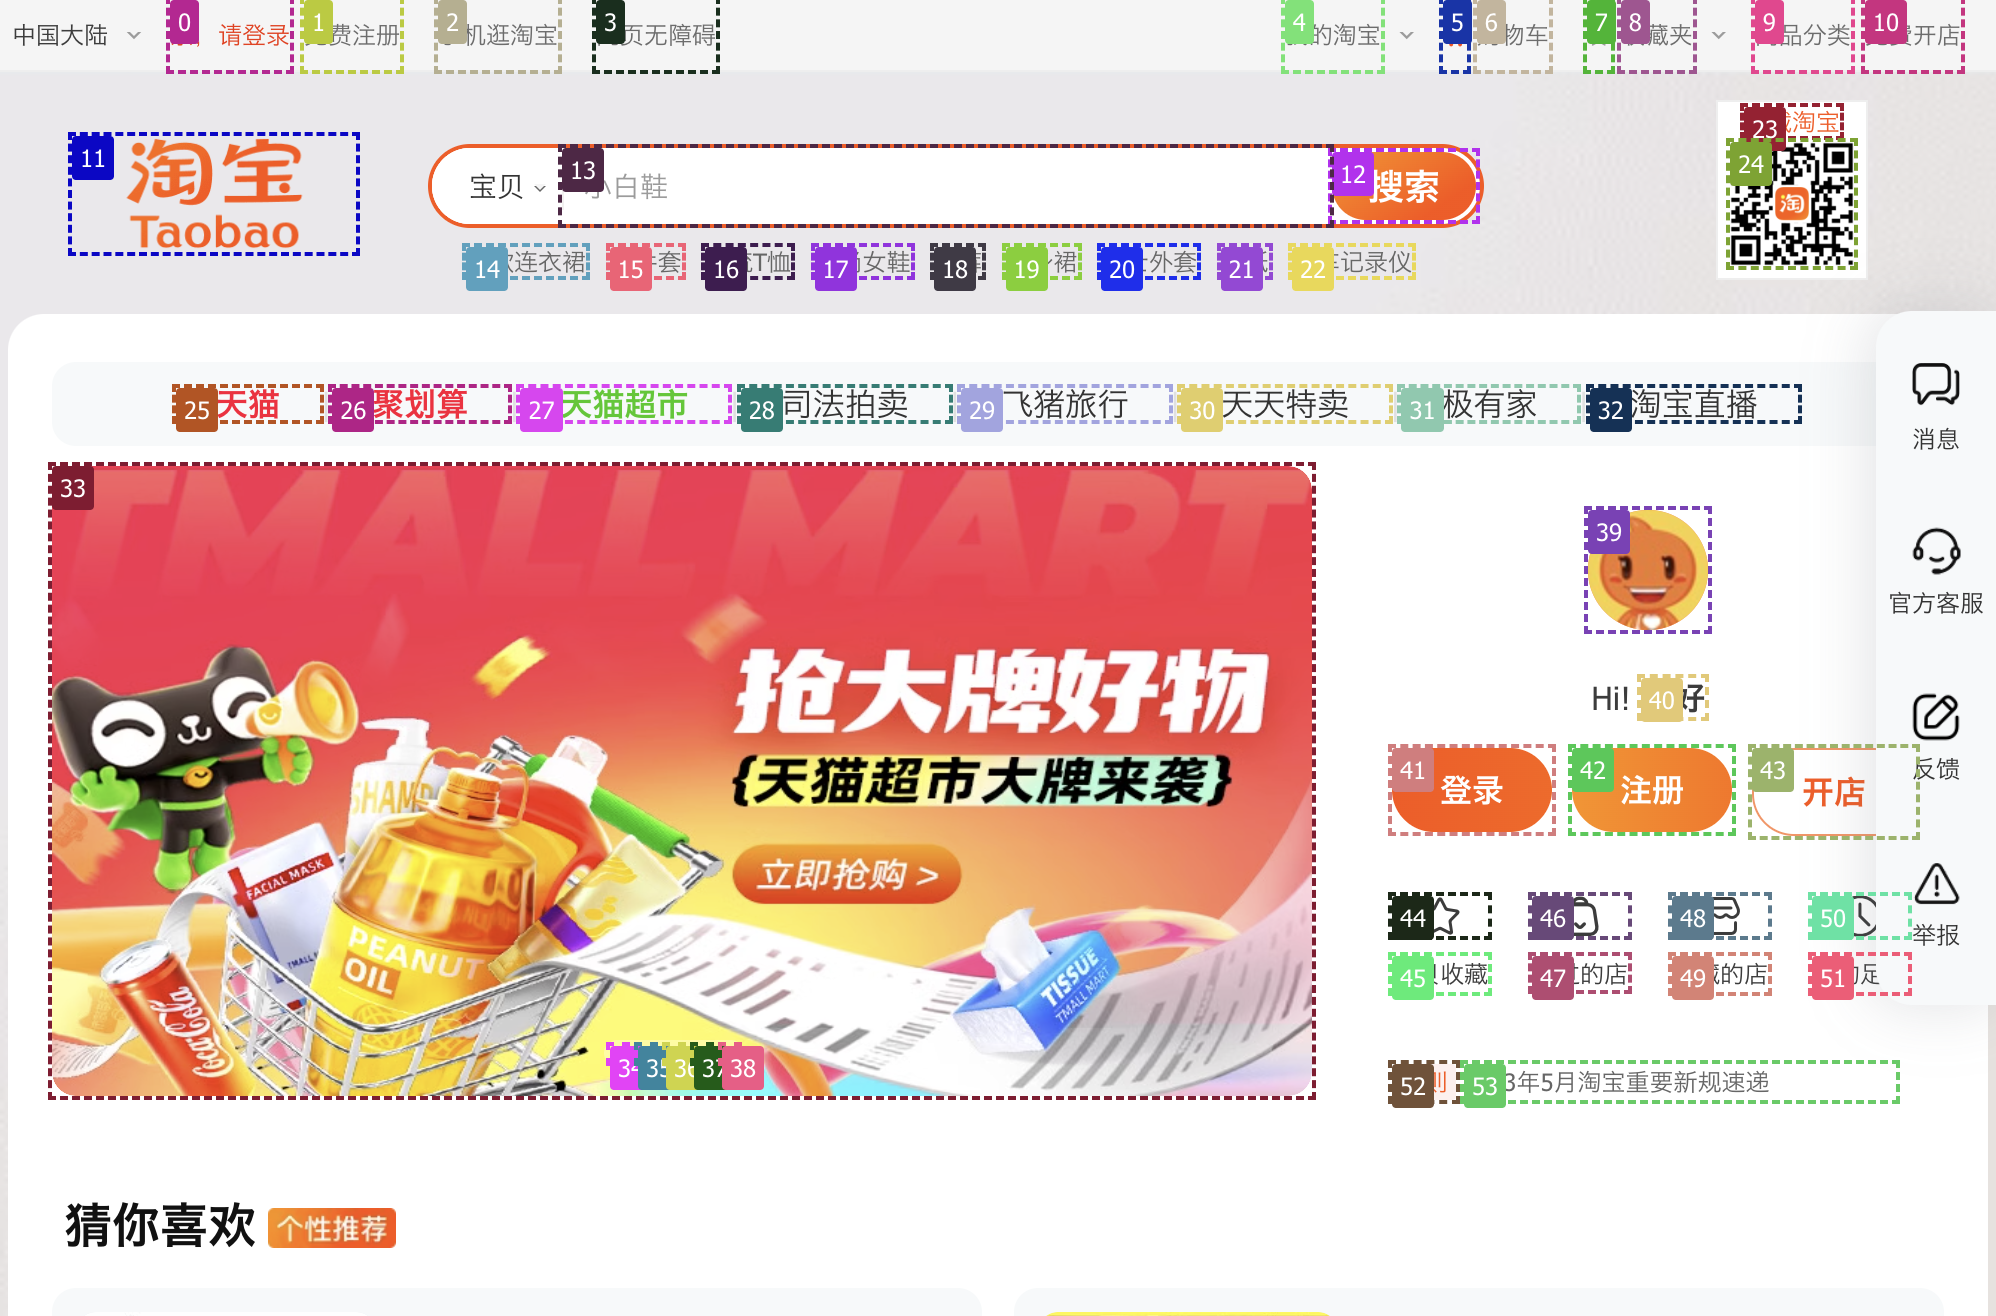 中国大陆
0 请登录
1 费注册
2 机逛淘宝
3 页无障碍
4 的淘宝
5
6 物车
7
8 藏夹
9 品分类
10 开店
11 淘宝
Taobao
宝贝
13 小白鞋
12 搜索
23 淘宝
24
淘
14 连衣裙
15 套
16 T恤
17 女鞋
18
19 裙
20 外套
21
22 记录仪
25 天猫
26 聚划算
27 天猫超市
28 司法拍卖
29 飞猪旅行
30 天天特卖
31 极有家
32 淘宝直播
消息
官方客服
反馈
举报
33
TMALL MART
抢大牌好物
{天猫超市大牌来袭}
立即抢购 >
SHAMP
FACIAL MASK
PEANUT
OIL
Coca Cola
TISSUE
TMALL MART
34
35
36
37
38
39
Hi! 40 好
41 登录
42 注册
43 开店
44
46
48
50
45 收藏
47 的店
49 的店
51 足
52 则
53 3年5月淘宝重要新规速递
猜你喜欢 个性推荐